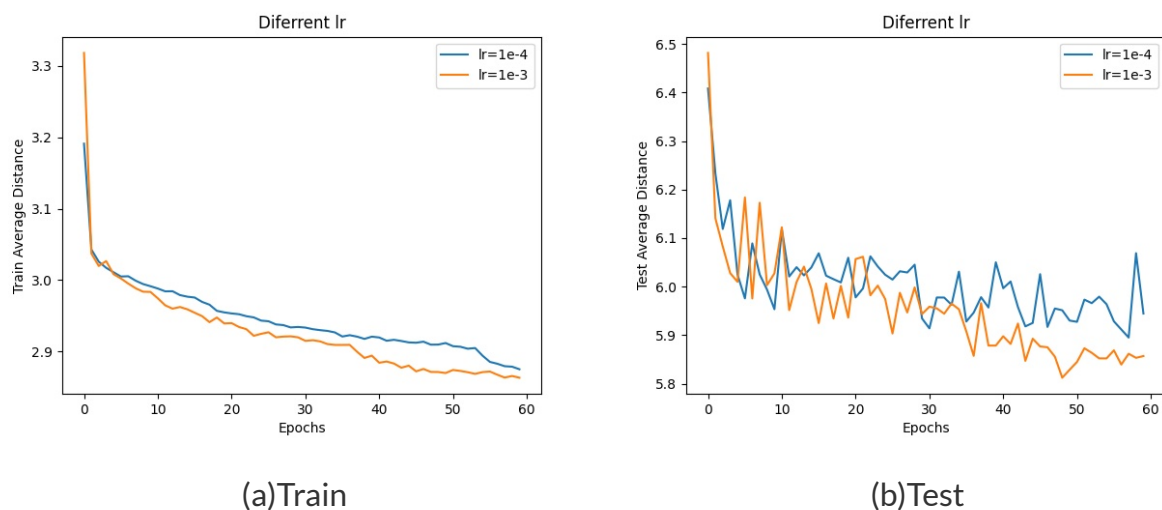 Diferrent lr
3.3
3.2
3.1
3.0
2.9
Train Average Distance
lr=1e-4
lr=1e-3
0
10
20
30
40
50
60
Epochs
(a)Train
Diferrent lr
6.5
6.4
6.3
6.2
6.1
6.0
5.9
5.8
Test Average Distance
lr=1e-4
lr=1e-3
0
10
20
30
40
50
60
Epochs
(b)Test